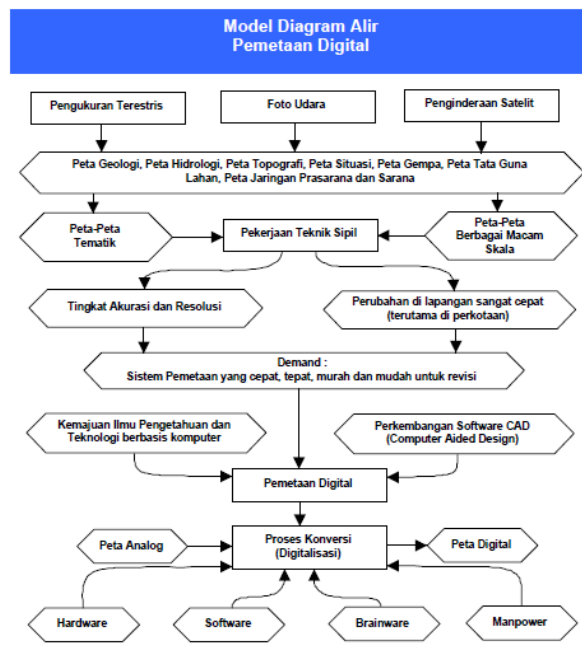 Model Diagram Alir
Pemetaan Digital
Pengukuran Terestris
Foto Udara
Penginderaan Satelit
Peta Geologi, Peta Hidrologi, Peta Topografi, Peta Situasi, Peta Gempa, Peta Tata Guna
Lahan, Peta Jaringan Prasarana dan Sarana
Peta-Peta
Tematik
Pekerjaan Teknik Sipil
Peta-Peta
Berbagai Macam
Skala
Tingkat Akurasi dan Resolusi
Perubahan di lapangan sangat cepat
(terutama di perkotaan)
Demand :
Sistem Pemetaan yang cepat, tepat, murah dan mudah untuk revisi
Kemajuan Ilmu Pengetahuan dan
Teknologi berbasis komputer
Perkembangan Software CAD
(Computer Aided Design)
Pemetaan Digital
Peta Analog
Proses Konversi
(Digitalisasi)
Peta Digital
Hardware
Software
Brainware
Manpower